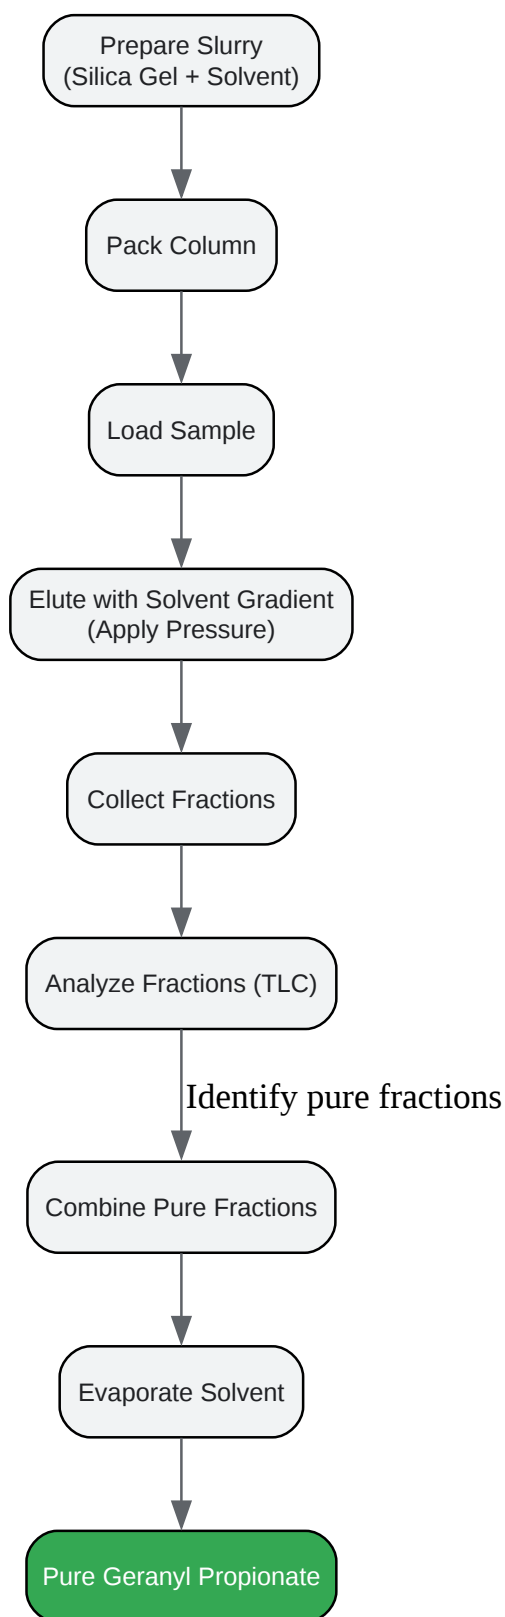 Prepare Slurry
(Silica Gel + Solvent)
Pack Column
Load Sample
Elute with Solvent Gradient
(Apply Pressure)
Collect Fractions
Analyze Fractions (TLC)
Identify pure fractions
Combine Pure Fractions
Evaporate Solvent
Pure Geranyl Propionate